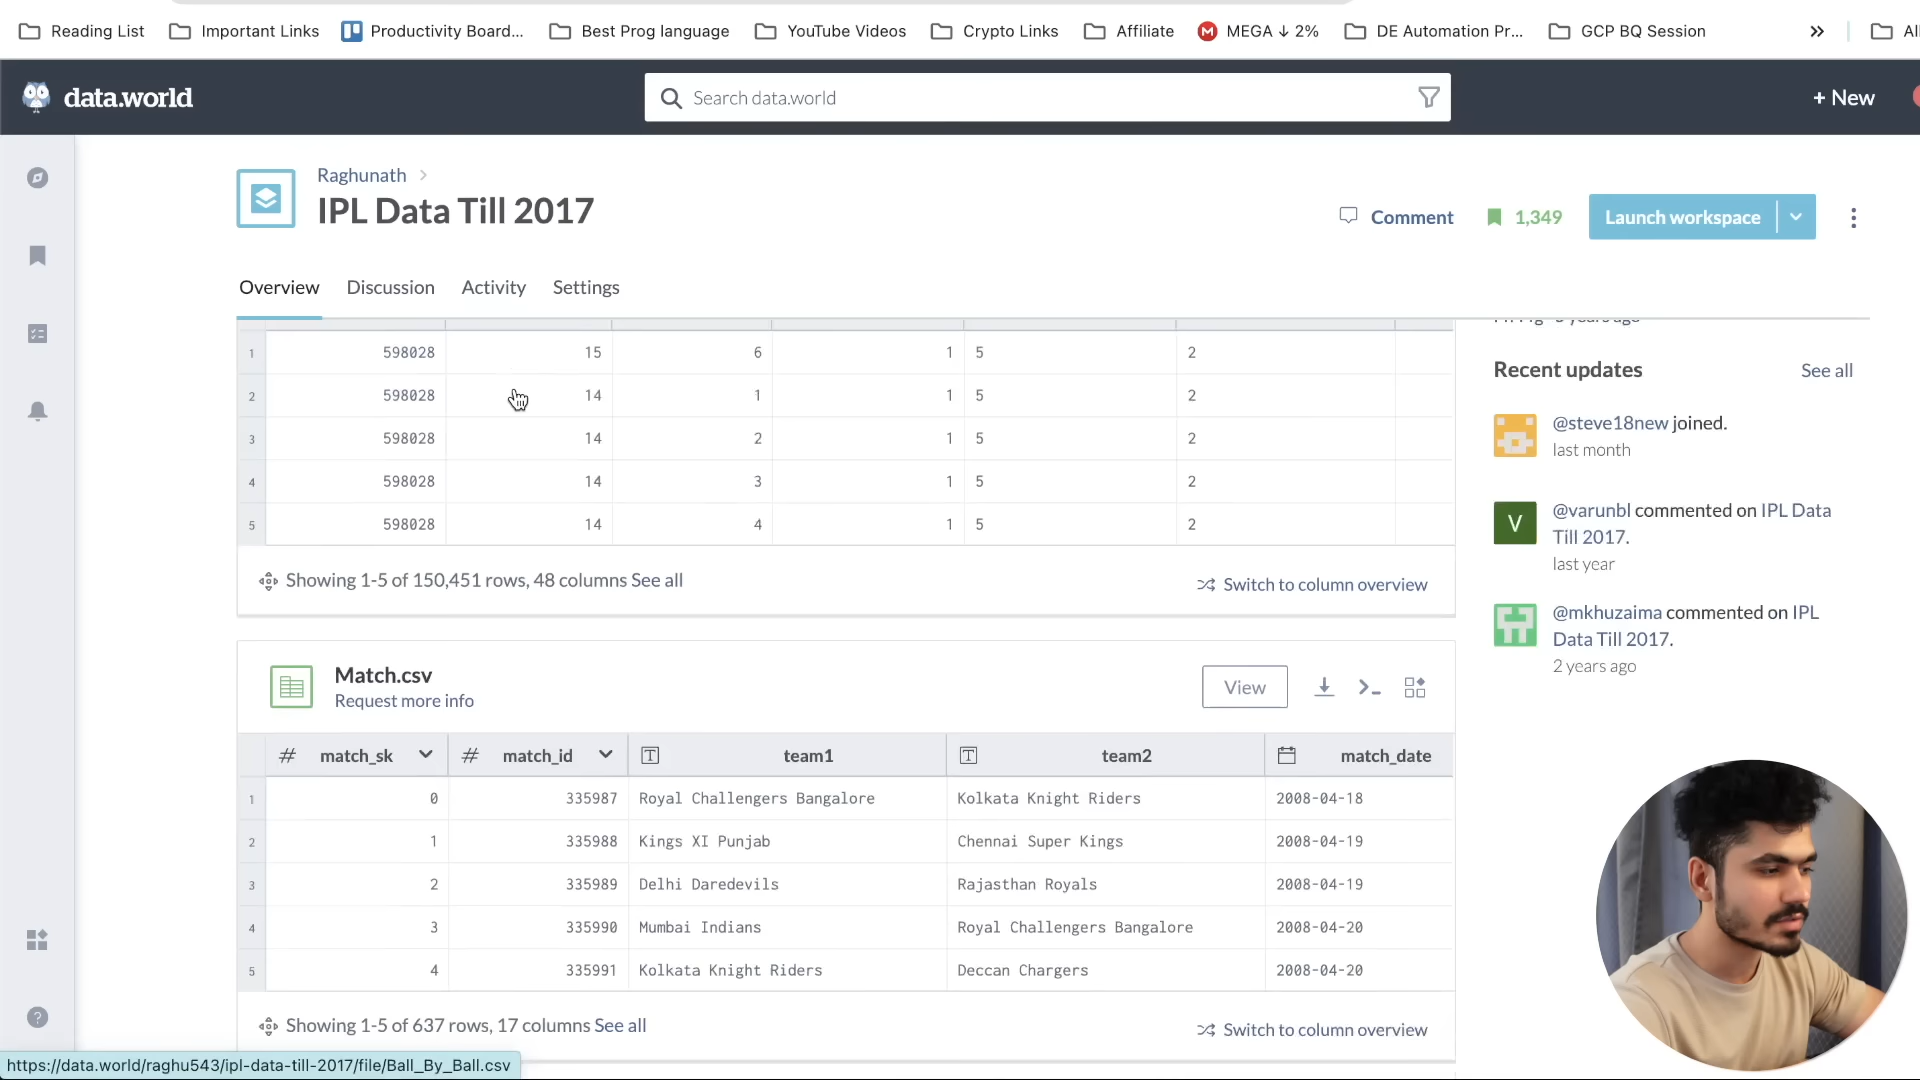 Reading List Important Links Productivity Board... Best Prog language YouTube Videos Crypto Links Affiliate MEGA ↓ 2% DE Automation Pr... GCP BQ Session » All
data.world Search data.world + New
Raghunath >
IPL Data Till 2017
Comment 1,349 Launch workspace
Overview Discussion Activity Settings
1 598028 15 6 1 5 2
2 598028 14 1 1 5 2
3 598028 14 2 1 5 2
4 598028 14 3 1 5 2
5 598028 14 4 1 5 2
Showing 1-5 of 150,451 rows, 48 columns See all Switch to column overview
Match.csv
Request more info
View
# match_sk # match_id T team1 T team2 match_date
1 0 335987 Royal Challengers Bangalore Kolkata Knight Riders 2008-04-18
2 1 335988 Kings XI Punjab Chennai Super Kings 2008-04-19
3 2 335989 Delhi Daredevils Rajasthan Royals 2008-04-19
4 3 335990 Mumbai Indians Royal Challengers Bangalore 2008-04-20
5 4 335991 Kolkata Knight Riders Deccan Chargers 2008-04-20
Showing 1-5 of 637 rows, 17 columns See all Switch to column overview
Recent updates See all
@steve18new joined.
last month
V
@varunbl commented on IPL Data
Till 2017.
last year
@mkhuzaima commented on IPL
Data Till 2017.
2 years ago
https://data.world/raghu543/ipl-data-till-2017/file/Ball_By_Ball.csv